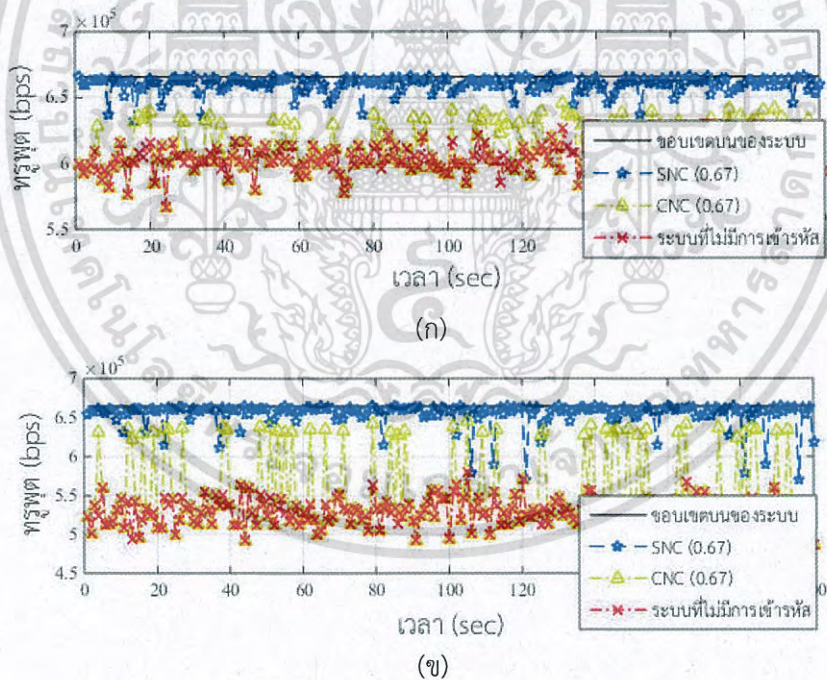 7 × 10⁵
6.5
6
5.5
ทรูพุต (bps)
0 20 40 60 80 100 120
เวลา (sec)
ขอบเขตบนของระบบ
SNC (0.67)
CNC (0.67)
ระบบที่ไม่มีการเข้ารหัส
(ก)
7 × 10⁵
6.5
6
5.5
5
4.5
ทรูพุต (bps)
0 20 40 60 80 100 120
เวลา (sec)
ขอบเขตบนของระบบ
SNC (0.67)
CNC (0.67)
ระบบที่ไม่มีการเข้ารหัส
(ข)